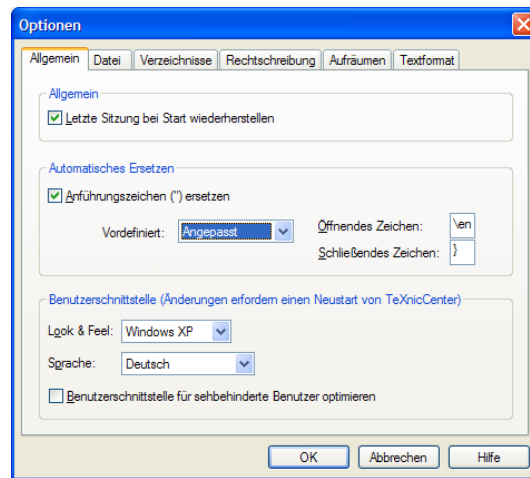 Optionen
Allgemein Datei Verzeichnisse Rechtschreibung Aufräumen Textformat
Allgemein
Letzte Sitzung bei Start wiederherstellen
Automatisches Ersetzen
Anführungszeichen (") ersetzen
Vordefiniert: Angepasst Öffnendes Zeichen: \en
Schließendes Zeichen: }
Benutzerschnittstelle (Änderungen erfordern einen Neustart von TeXnicCenter)
Look & Feel: Windows XP
Sprache: Deutsch
Benutzerschnittstelle für sehbehinderte Benutzer optimieren
OK Abbrechen Hilfe